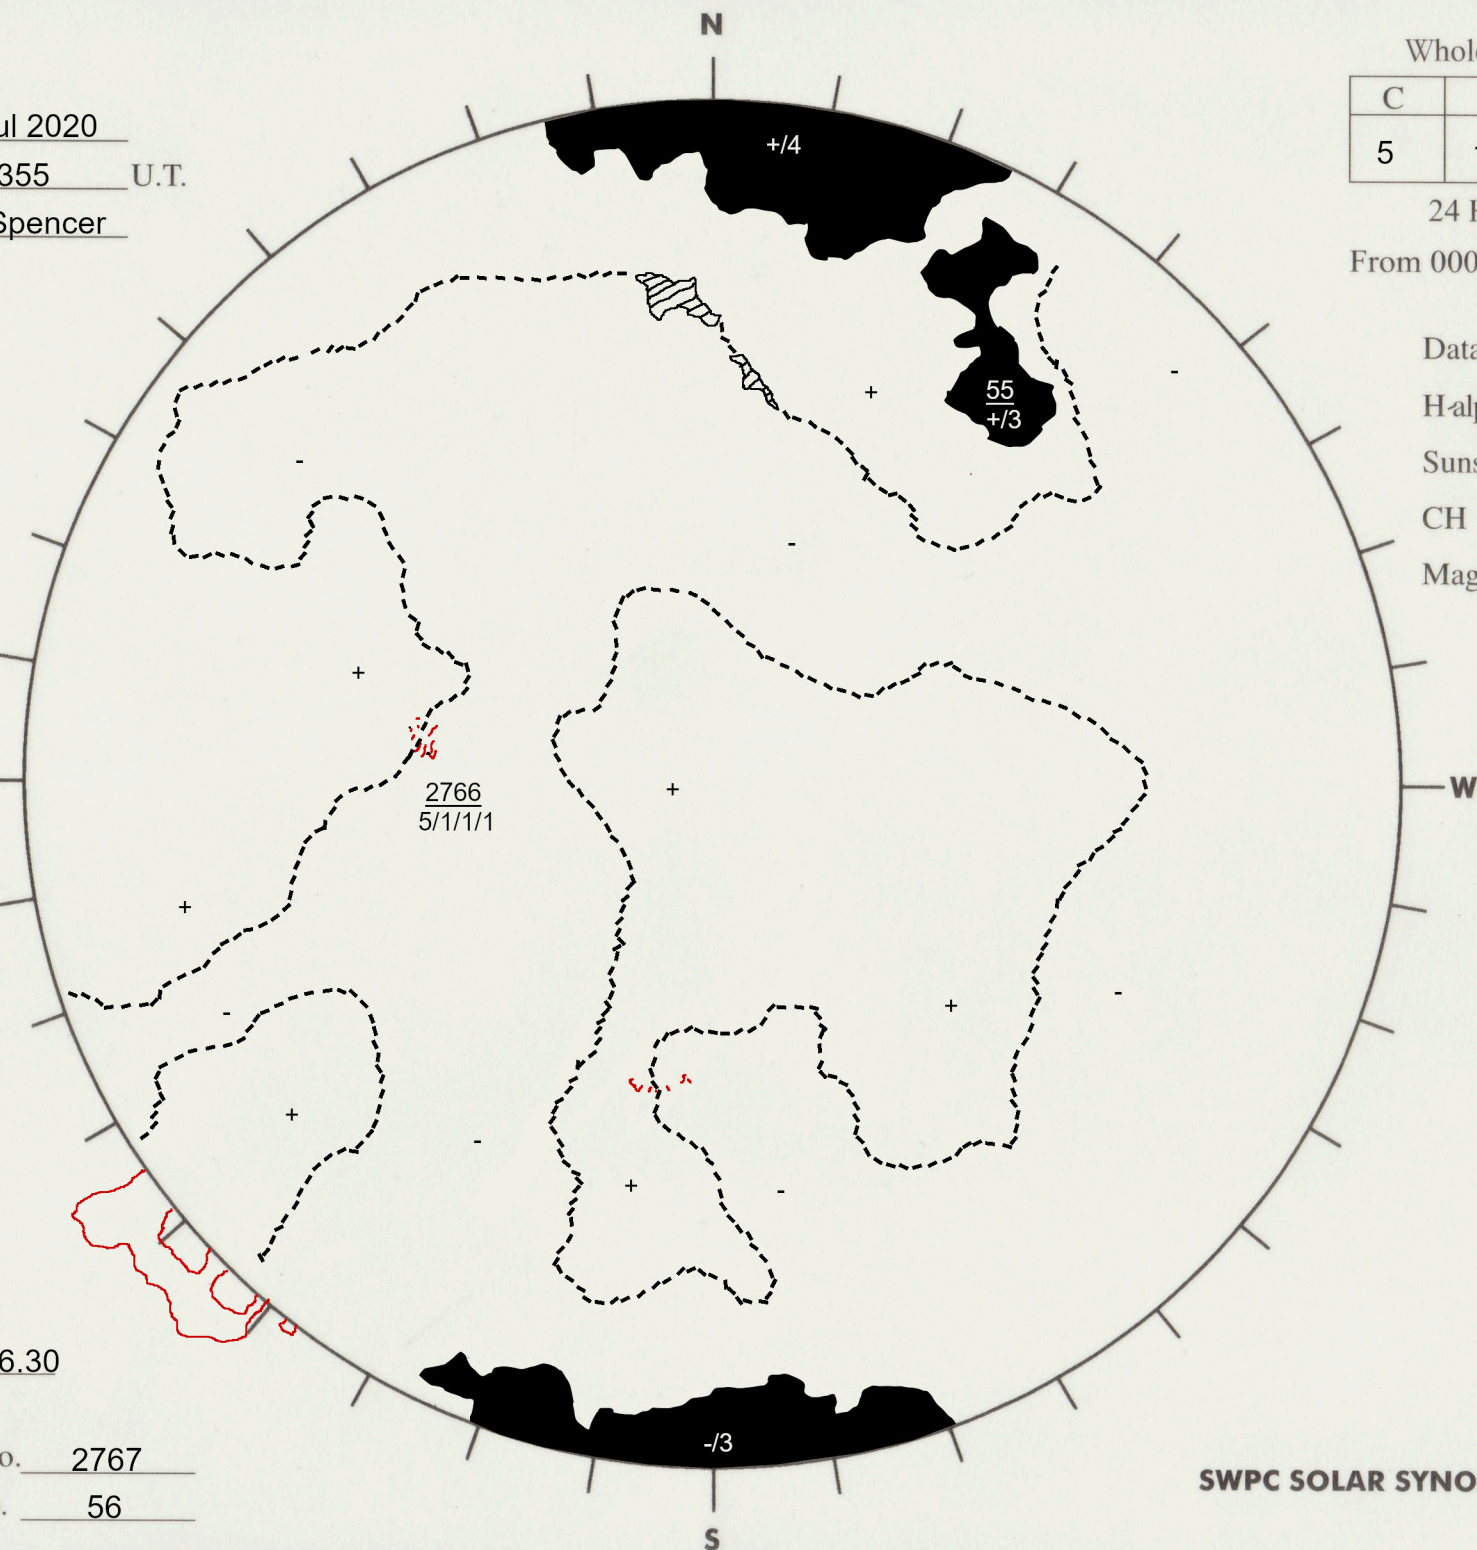 N
Whole
ul 2020
C
355
U.T.
5
Spencer
24 H
From 000
+/4
Data
H-alp
Suns
CH
Mag
55
+/3
+
-
-
-
+
+
2766
5/1/1/1
W
+
-
+
-
+
-
+
-
6.30
-/3
o. 2767
. 56
SWPC SOLAR SYNO
S